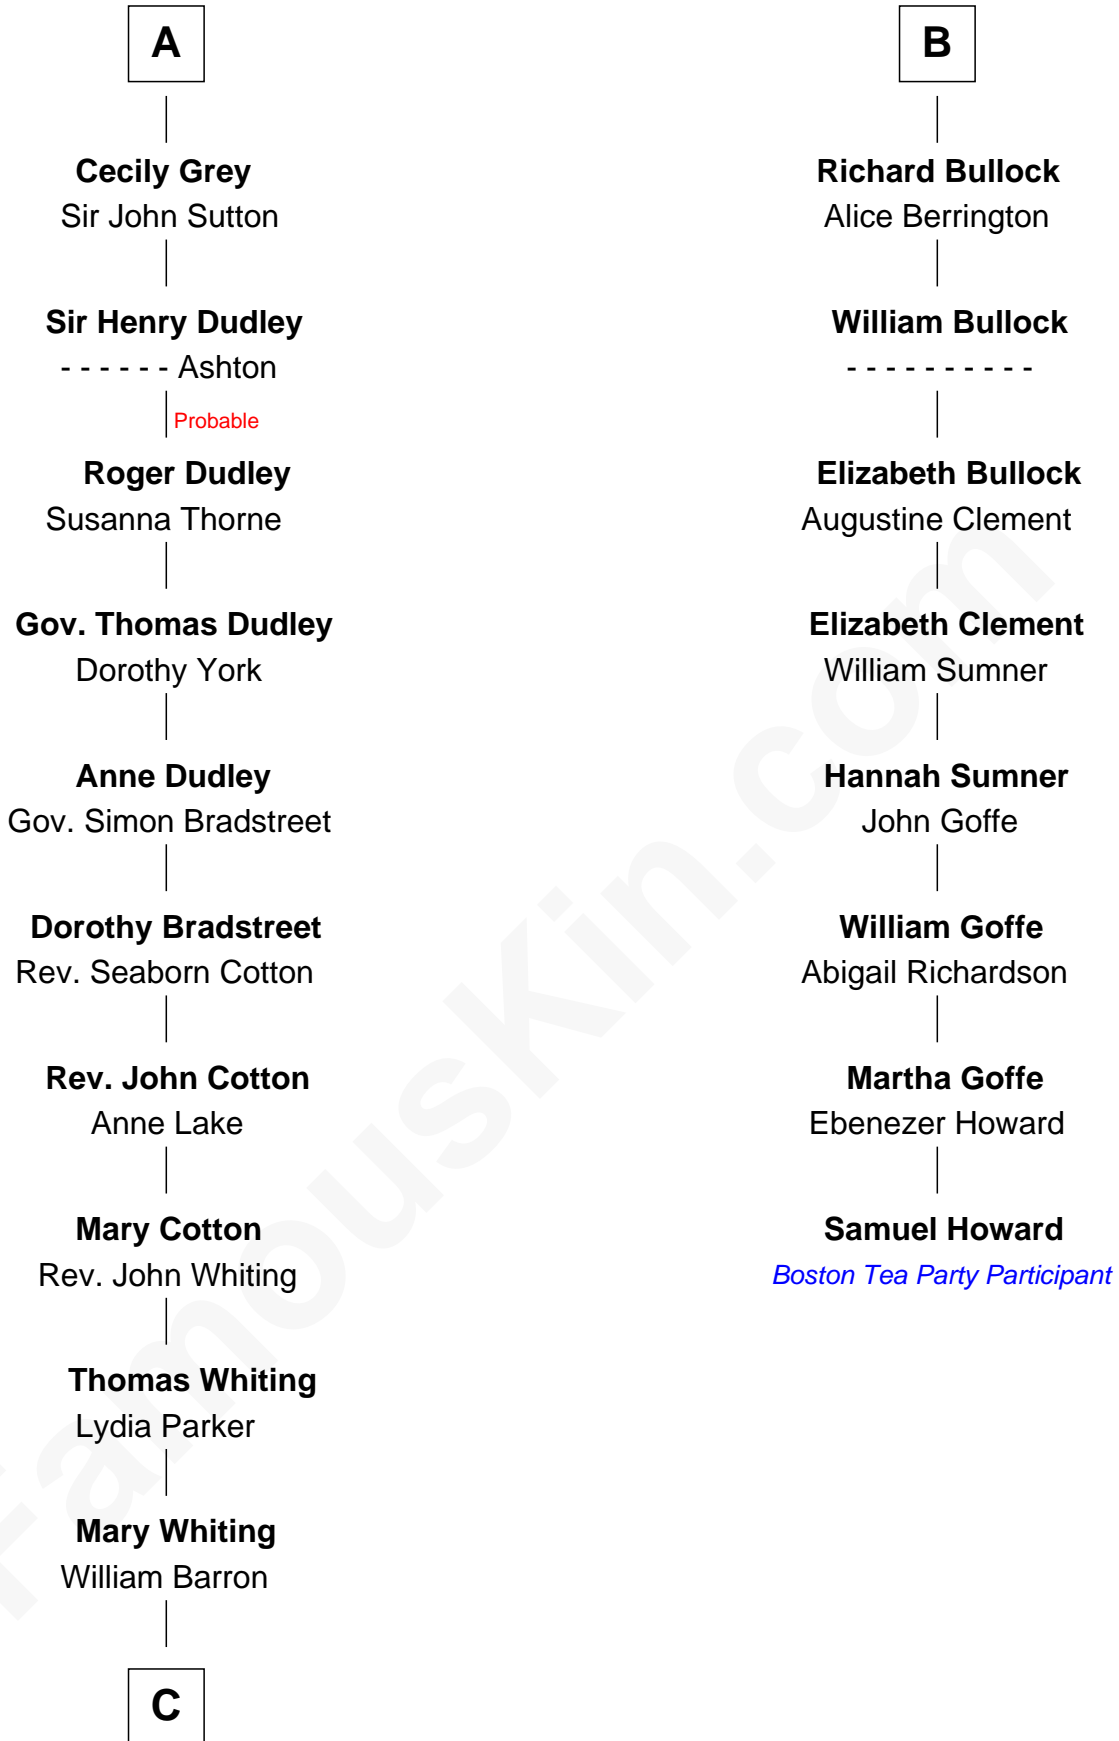 A
Cecily Grey
Sir John Sutton
Sir Henry Dudley
- - - - - - Ashton
Probable
Roger Dudley
Susanna Thorne
Gov. Thomas Dudley
Dorothy York
Anne Dudley
Gov. Simon Bradstreet
Dorothy Bradstreet
Rev. Seaborn Cotton
Rev. John Cotton
Anne Lake
Mary Cotton
Rev. John Whiting
Thomas Whiting
Lydia Parker
Mary Whiting
William Barron
C
B
Richard Bullock
Alice Berrington
William Bullock
- - - - - - - - - -
Elizabeth Bullock
Augustine Clement
Elizabeth Clement
William Sumner
Hannah Sumner
John Goffe
William Goffe
Abigail Richardson
Martha Goffe
Ebenezer Howard
Samuel Howard
Boston Tea Party Participant
FamousKin.com